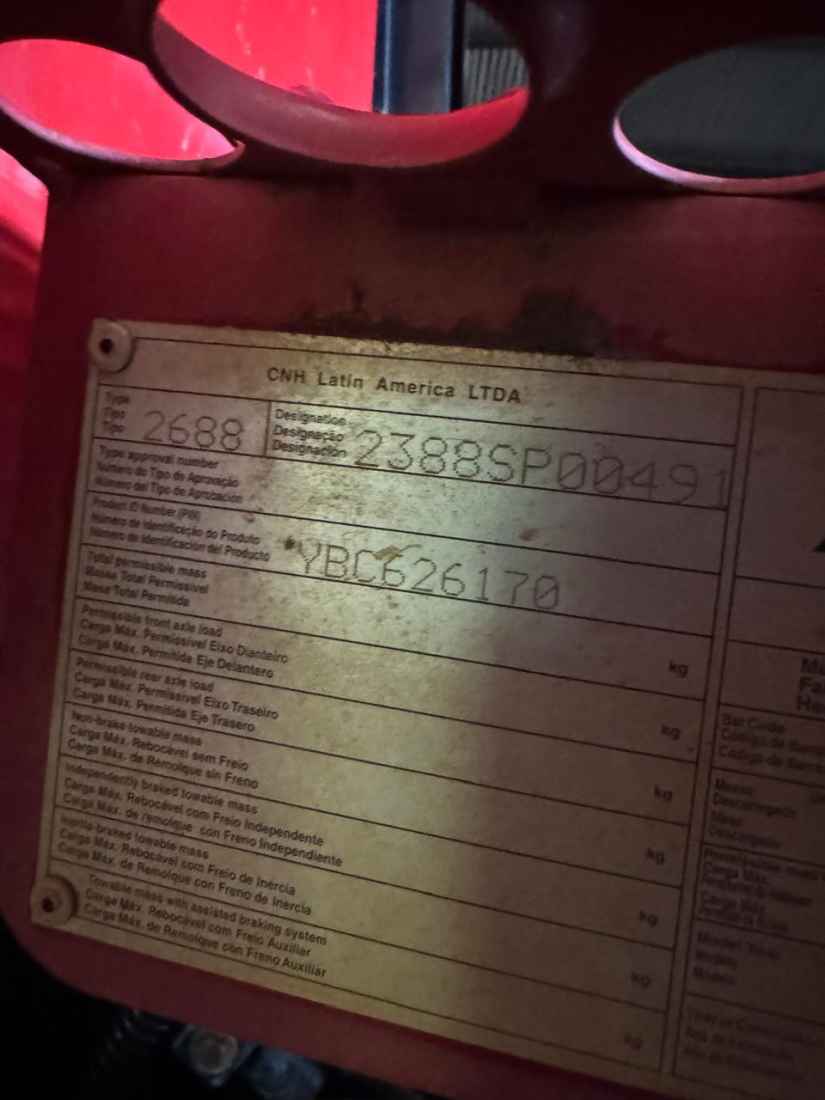 CNH Latin America LTDA
Type
Tipo
Tipo
2688
Designation
Designação
Designación
2388SP00491
Type approval number
Número do Tipo de Aprovação
Número del Tipo de Aprobación
Product ID Number (PIN)
Número de Identificação do Produto
Número de Identificación del Producto
*YBC626170
Total permissible mass
Massa Total Permissível
Masa Total Permitida
kg
Permissible front axle load
Carga Máx. Permissível Eixo Dianteiro
Carga Máx. Permitida Eje Delantero
kg
Permissible rear axle load
Carga Máx. Permissível Eixo Traseiro
Carga Máx. Permitida Eje Trasero
kg
Non-brake towable mass
Carga Máx. Rebocável sem Freio
Carga Máx. de Remolque sin Freno
kg
Independently braked towable mass
Carga Máx. Rebocável com Freio Independente
Carga Máx. de remolque con Freno Independiente
kg
Inertia-braked towable mass
Carga Máx. Rebocável com Freio de Inercia
Carga Máx. de Remolque con Freno de Inercia
kg
Towable mass with assisted braking system
Carga Máx. Rebocável com Freio Auxiliar
Carga Máx. de Remolque con Freno Auxiliar
kg
Bar Code